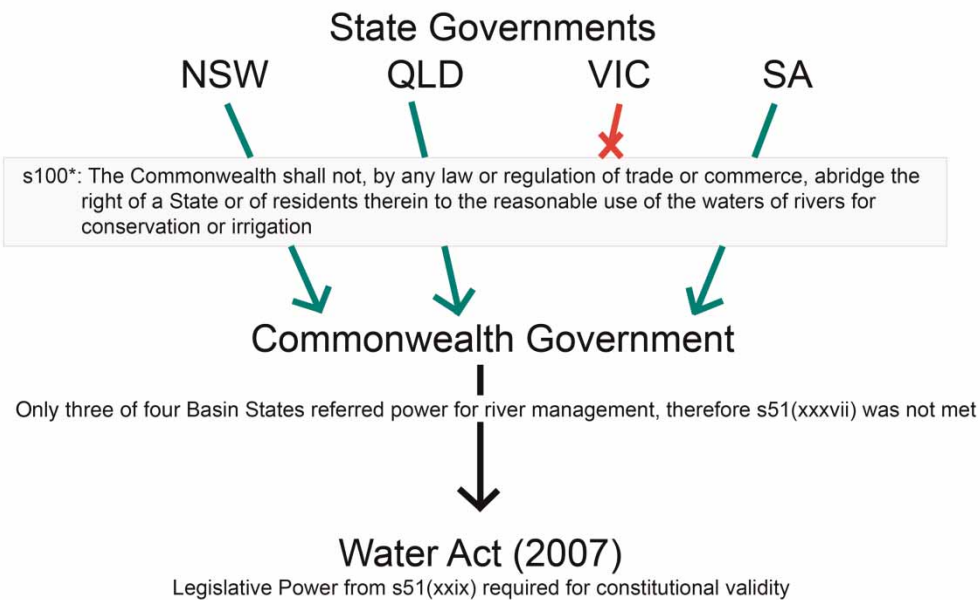 State Governments
NSW QLD VIC SA
s100*: The Commonwealth shall not, by any law or regulation of trade or commerce, abridge the
right of a State or of residents therein to the reasonable use of the waters of rivers for
conservation or irrigation
Commonwealth Government
Only three of four Basin States referred power for river management, therefore s51(xxxvii) was not met
Water Act (2007)
Legislative Power from s51(xxix) required for constitutional validity